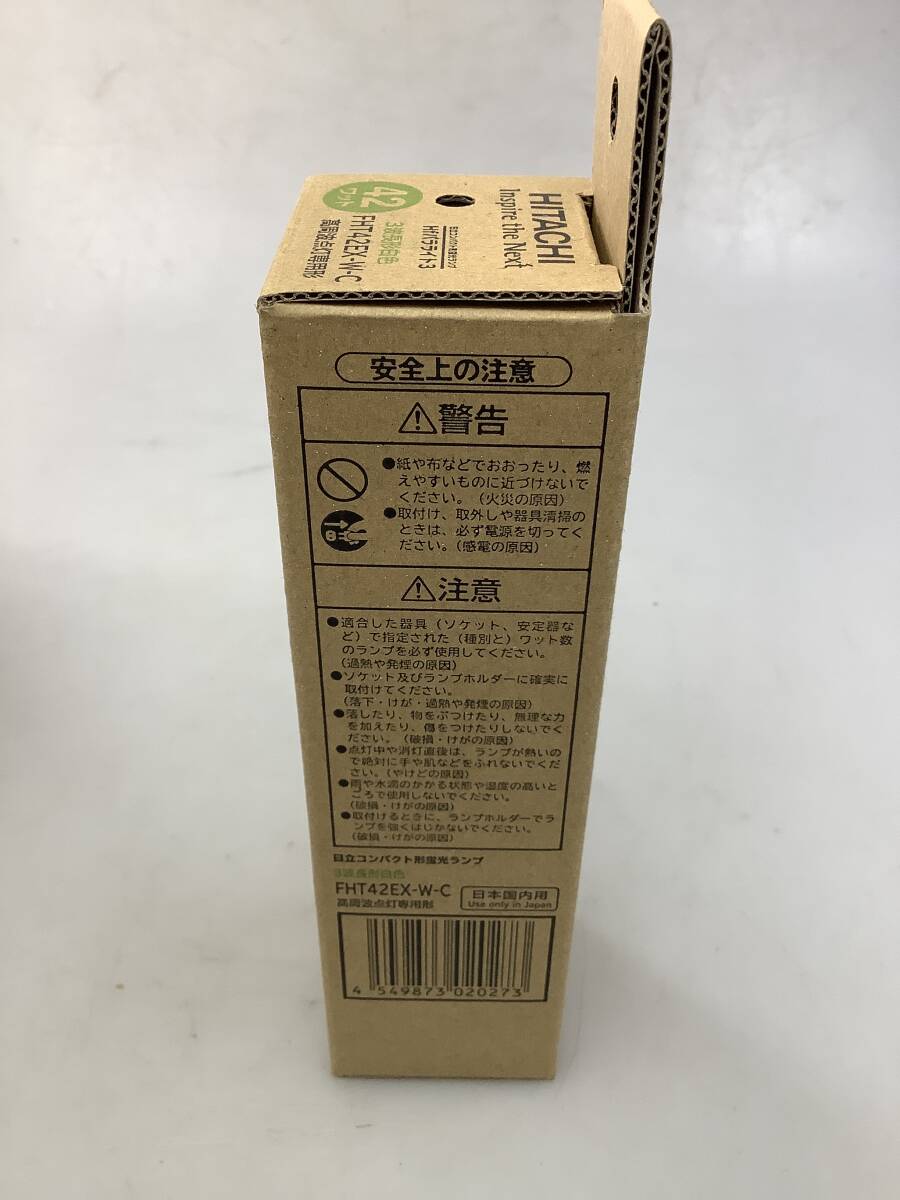 HITACHI
Inspire the Next
日立コンパクト形蛍光ランプ
Hfパラライト3
3波長形白色
FHT42EX-W-C
高周波点灯専用形
42
ワット
安全上の注意
警告
●紙や布などでおおったり、燃
えやすいものに近づけないで
ください。(火災の原因)
●取付け、取外しや器具清掃の
ときは、必ず電源を切ってく
ださい。(感電の原因)
注意
●適合した器具(ソケット、安定器な
ど)で指定された(種別と)ワット数
のランプを必ず使用してください。
(過熱や発煙の原因)
●ソケット及びランプホルダーに確実に
取付けてください。
(落下・けが・過熱や発煙の原因)
●落したり、物をぶつけたり、無理な力
を加えたり、傷をつけたりしないでく
ださい。(破損・けがの原因)
●点灯中や消灯直後は、ランプが熱いの
で絶対に手や肌などをふれないでくだ
さい。(やけどの原因)
●雨や水滴のかかる状態や湿度の高いと
ころで使用しないでください。
(破損・けがの原因)
●取付けるときに、ランプホルダーでラ
ンプを強くはじかないでください。
(破損・けがの原因)
日立コンパクト形蛍光ランプ
3波長形白色
FHT42EX-W-C
高周波点灯専用形
日本国内用
Use only in Japan
4 549873 020273